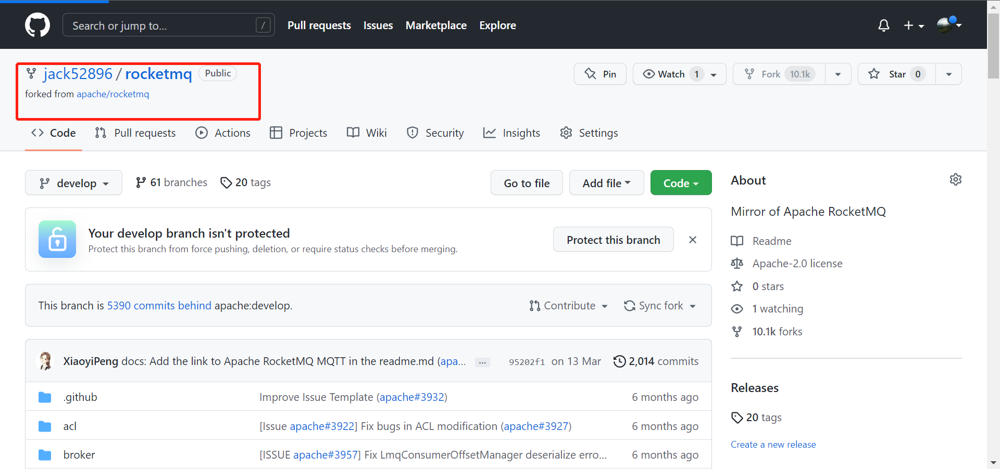 Search or jump to... /
Pull requests Issues Marketplace Explore
jack52896 / rocketmq Public
forked from apache/rocketmq
Pin Watch 1 Fork 10.1k Star 0
Code Pull requests Actions Projects Wiki Security Insights Settings
develop 61 branches 20 tags Go to file Add file Code
Your develop branch isn't protected
Protect this branch from force pushing, deletion, or require status checks before merging.
Protect this branch
This branch is 5390 commits behind apache:develop.
Contribute Sync fork
XiaoyiPeng docs: Add the link to Apache RocketMQ MQTT in the readme.md (apa... ... 95202f1 on 13 Mar 2,014 commits
.github Improve Issue Template (apache#3932) 6 months ago
acl [Issue apache#3922] Fix bugs in ACL modification (apache#3927) 6 months ago
broker [ISSUE apache#3957] Fix LmqConsumerOffsetManager deserialize erro... 6 months ago
About
Mirror of Apache RocketMQ
Readme
Apache-2.0 license
0 stars
1 watching
10.1k forks
Releases
20 tags
Create a new release